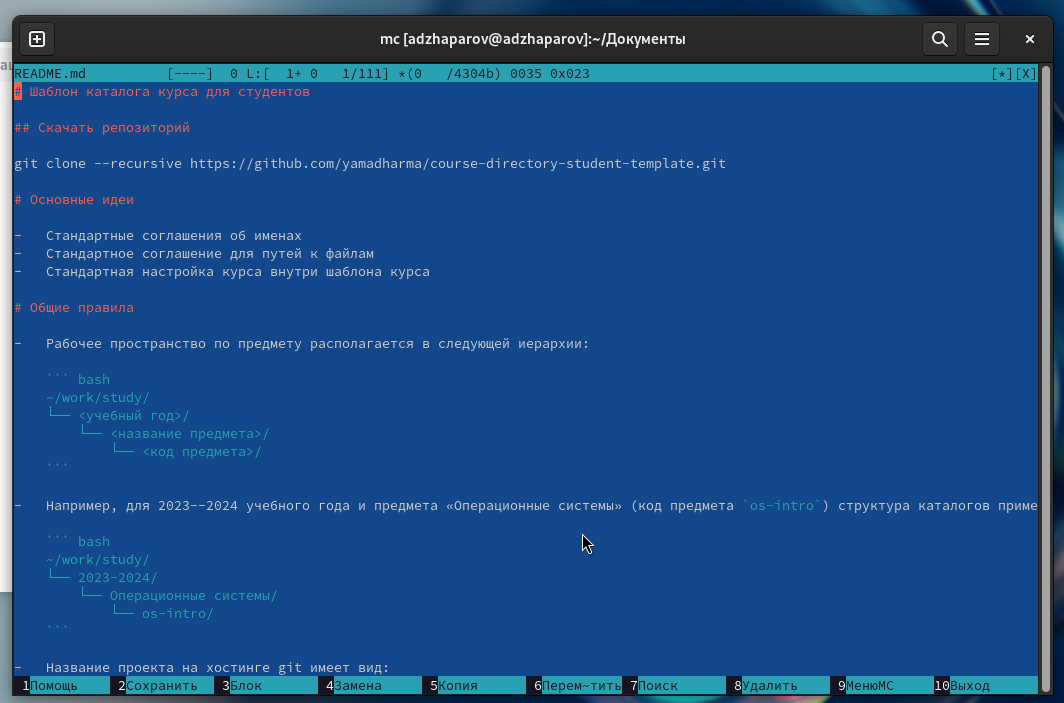 mc [adzhaparov@adzhaparov]:~/Документы
README.md [----] 0 L:[ 1+ 0 1/111] *(0 /4304b) 0035 0x023 [*][X]
# Шаблон каталога курса для студентов
## Скачать репозиторий
git clone --recursive https://github.com/yamadharma/course-directory-student-template.git
# Основные идеи
- Стандартные соглашения об именах
- Стандартное соглашение для путей к файлам
- Стандартная настройка курса внутри шаблона курса
# Общие правила
- Рабочее пространство по предмету располагается в следующей иерархии:
``` bash
~/work/study/
└── <учебный год>/
└── <название предмета>/
└── <код предмета>/
```
- Например, для 2023--2024 учебного года и предмета «Операционные системы» (код предмета `os-intro`) структура каталогов приме
``` bash
~/work/study/
└── 2023-2024/
└── Операционные системы/
└── os-intro/
```
- Название проекта на хостинге git имеет вид:
1Помощь 2Сохранить 3Блок 4Замена 5Копия 6Перем~тить 7Поиск 8Удалить 9МенюMC 10Выход